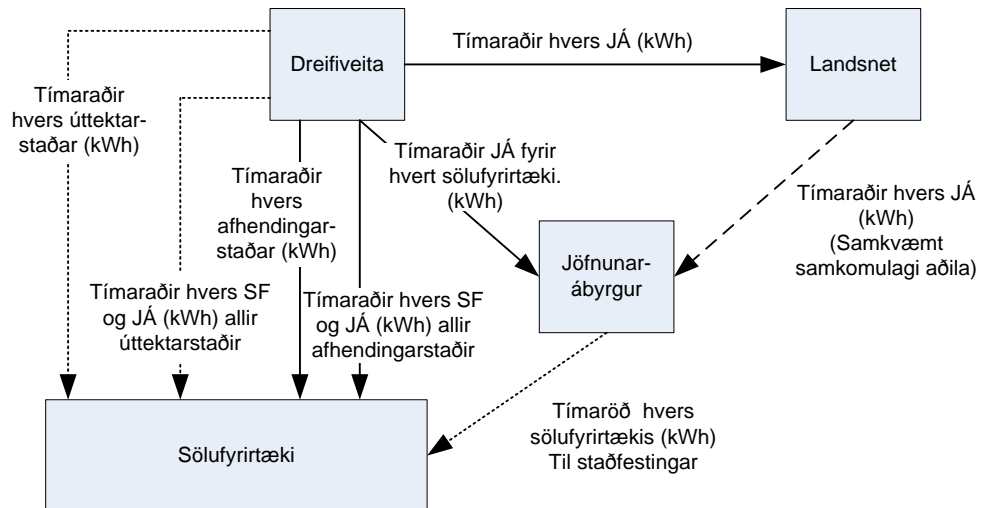 Dreifiveita
Tímaraðir hvers JÁ (kWh)
Landsnet
Tímaraðir
hvers úttektar-
staðar (kWh)
Tímaraðir
hvers
afhendingar-
staðar (kWh)
Tímaraðir JÁ fyrir
hvert sölufyrirtæki.
(kWh)
Tímaraðir hvers JÁ
(kWh)
(Samkvæmt
samkomulagi aðila)
Jöfnunar-
ábyrgur
Tímaraðir hvers SF
og JÁ (kWh) allir
úttektarstaðir
Tímaraðir hvers SF
og JÁ (kWh) allir
afhendingarstaðir
Tímaröð hvers
sölufyrirtækis (kWh)
Til staðfestingar
Sölufyrirtæki